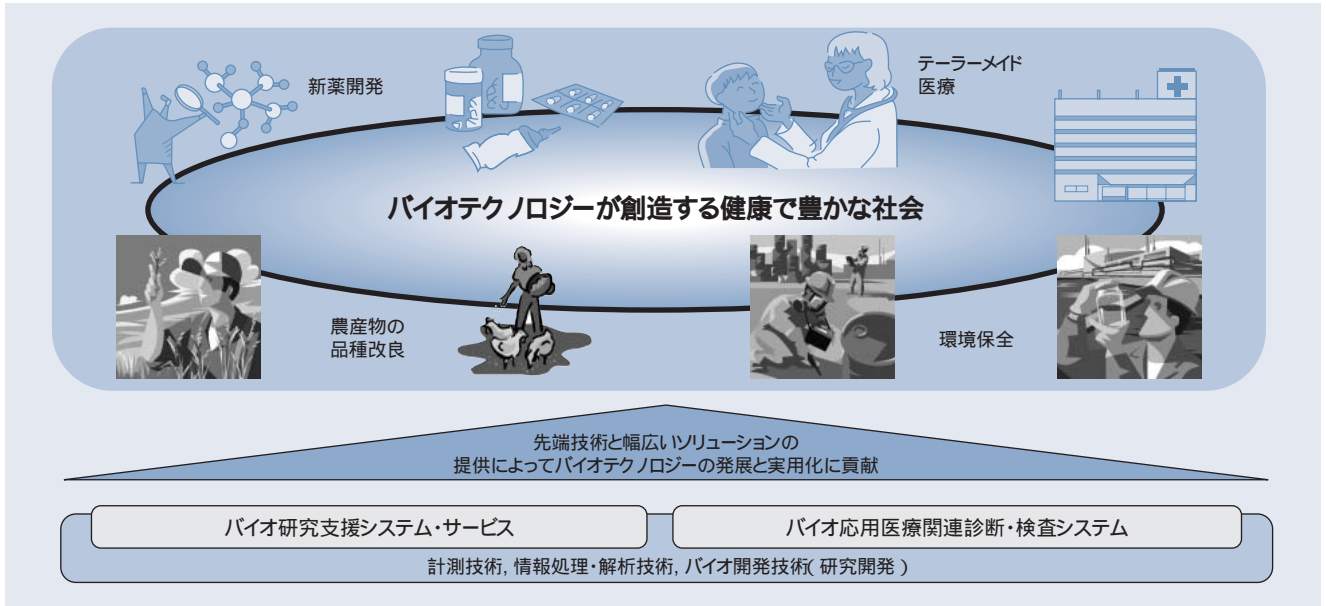 新薬開発
テーラーメイド
医療
バイオテクノロジーが創造する健康で豊かな社会
農産物の
品種改良
環境保全
先端技術と幅広いソリューションの
提供によってバイオテクノロジーの発展と実用化に貢献
バイオ研究支援システム・サービス
バイオ応用医療関連診断・検査システム
計測技術, 情報処理・解析技術, バイオ開発技術(研究開発)